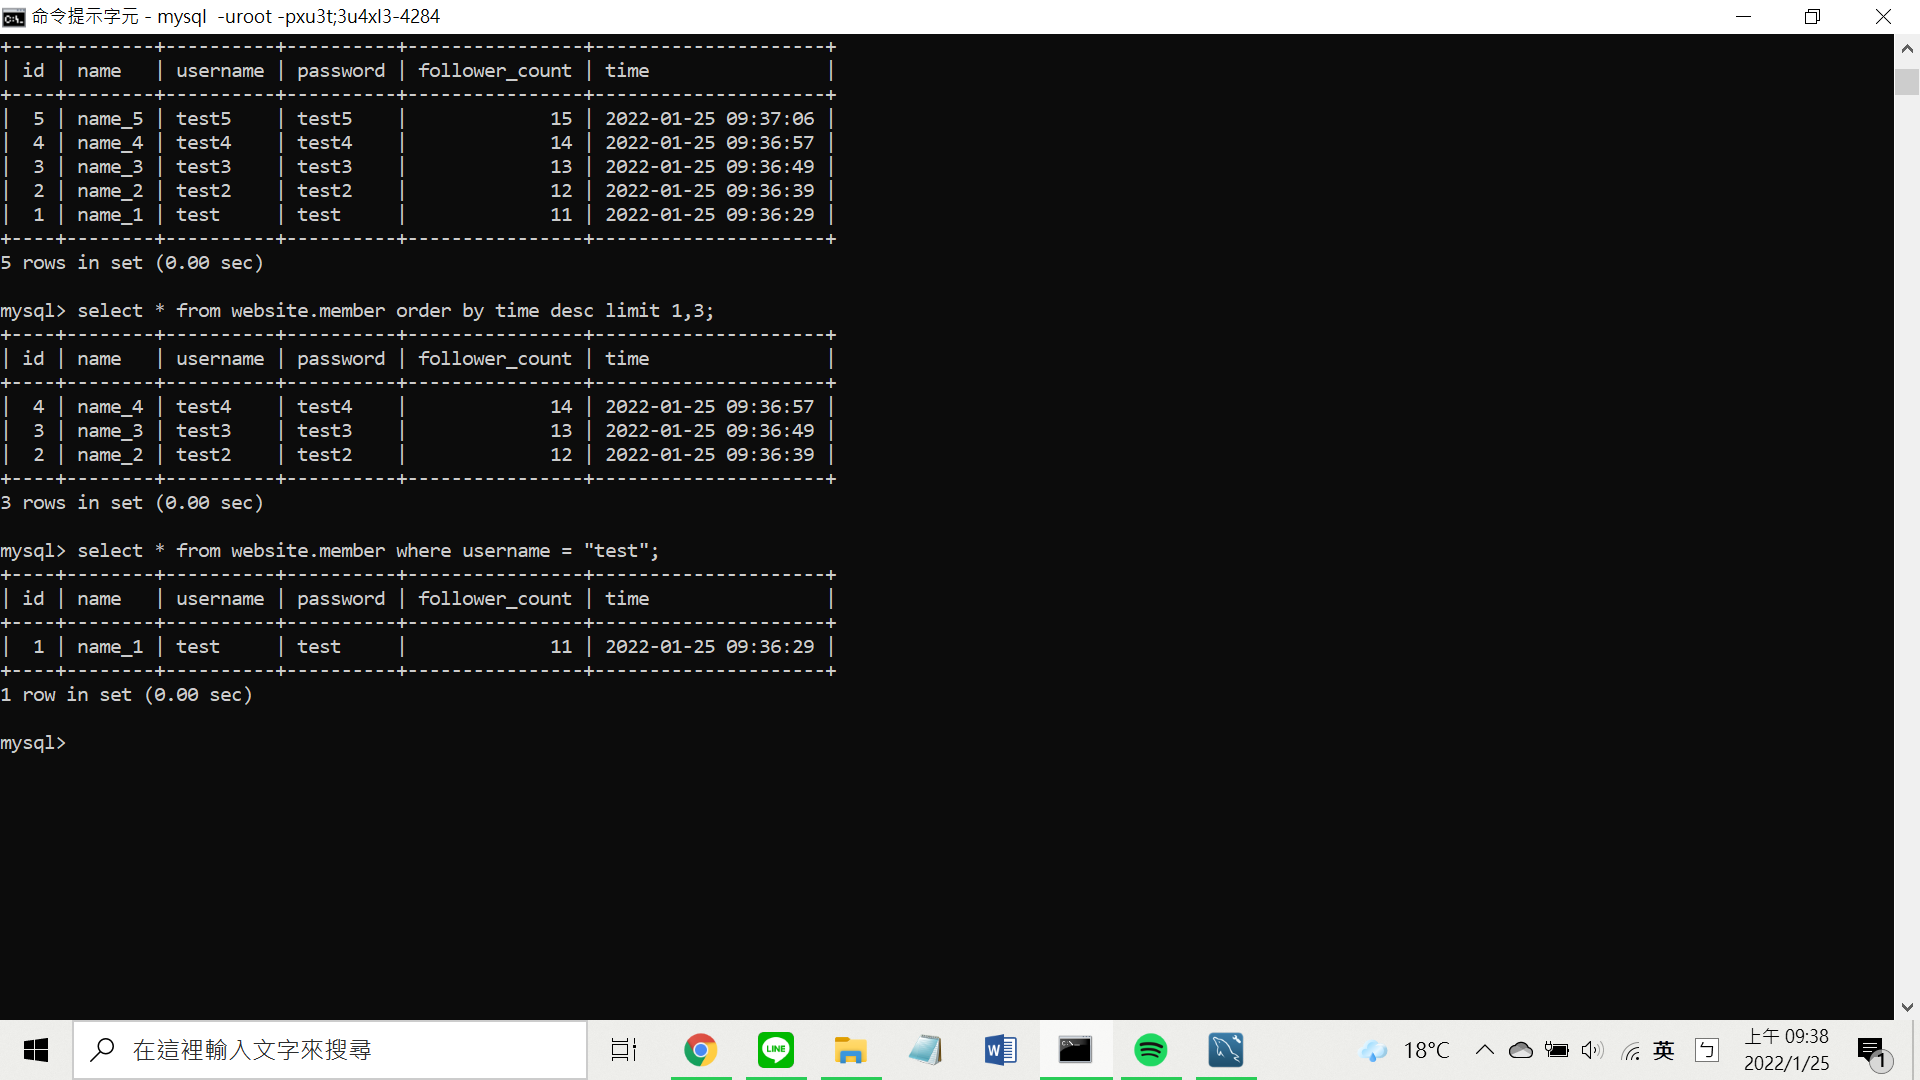 命令提示字元 - mysql  -uroot -pxu3t;3u4xl3-4284
+----+--------+----------+----------+----------------+---------------------+
| id | name   | username | password | follower_count | time                |
+----+--------+----------+----------+----------------+---------------------+
|  5 | name_5 | test5    | test5    |             15 | 2022-01-25 09:37:06 |
|  4 | name_4 | test4    | test4    |             14 | 2022-01-25 09:36:57 |
|  3 | name_3 | test3    | test3    |             13 | 2022-01-25 09:36:49 |
|  2 | name_2 | test2    | test2    |             12 | 2022-01-25 09:36:39 |
|  1 | name_1 | test     | test     |             11 | 2022-01-25 09:36:29 |
+----+--------+----------+----------+----------------+---------------------+
5 rows in set (0.00 sec)
mysql> select * from website.member order by time desc limit 1,3;
+----+--------+----------+----------+----------------+---------------------+
| id | name   | username | password | follower_count | time                |
+----+--------+----------+----------+----------------+---------------------+
|  4 | name_4 | test4    | test4    |             14 | 2022-01-25 09:36:57 |
|  3 | name_3 | test3    | test3    |             13 | 2022-01-25 09:36:49 |
|  2 | name_2 | test2    | test2    |             12 | 2022-01-25 09:36:39 |
+----+--------+----------+----------+----------------+---------------------+
3 rows in set (0.00 sec)
mysql> select * from website.member where username = "test";
+----+--------+----------+----------+----------------+---------------------+
| id | name   | username | password | follower_count | time                |
+----+--------+----------+----------+----------------+---------------------+
|  1 | name_1 | test     | test     |             11 | 2022-01-25 09:36:29 |
+----+--------+----------+----------+----------------+---------------------+
1 row in set (0.00 sec)
mysql>
在這裡輸入文字來搜尋
LINE
W
18°C
英
ㄅ
上午 09:38
2022/1/25
1